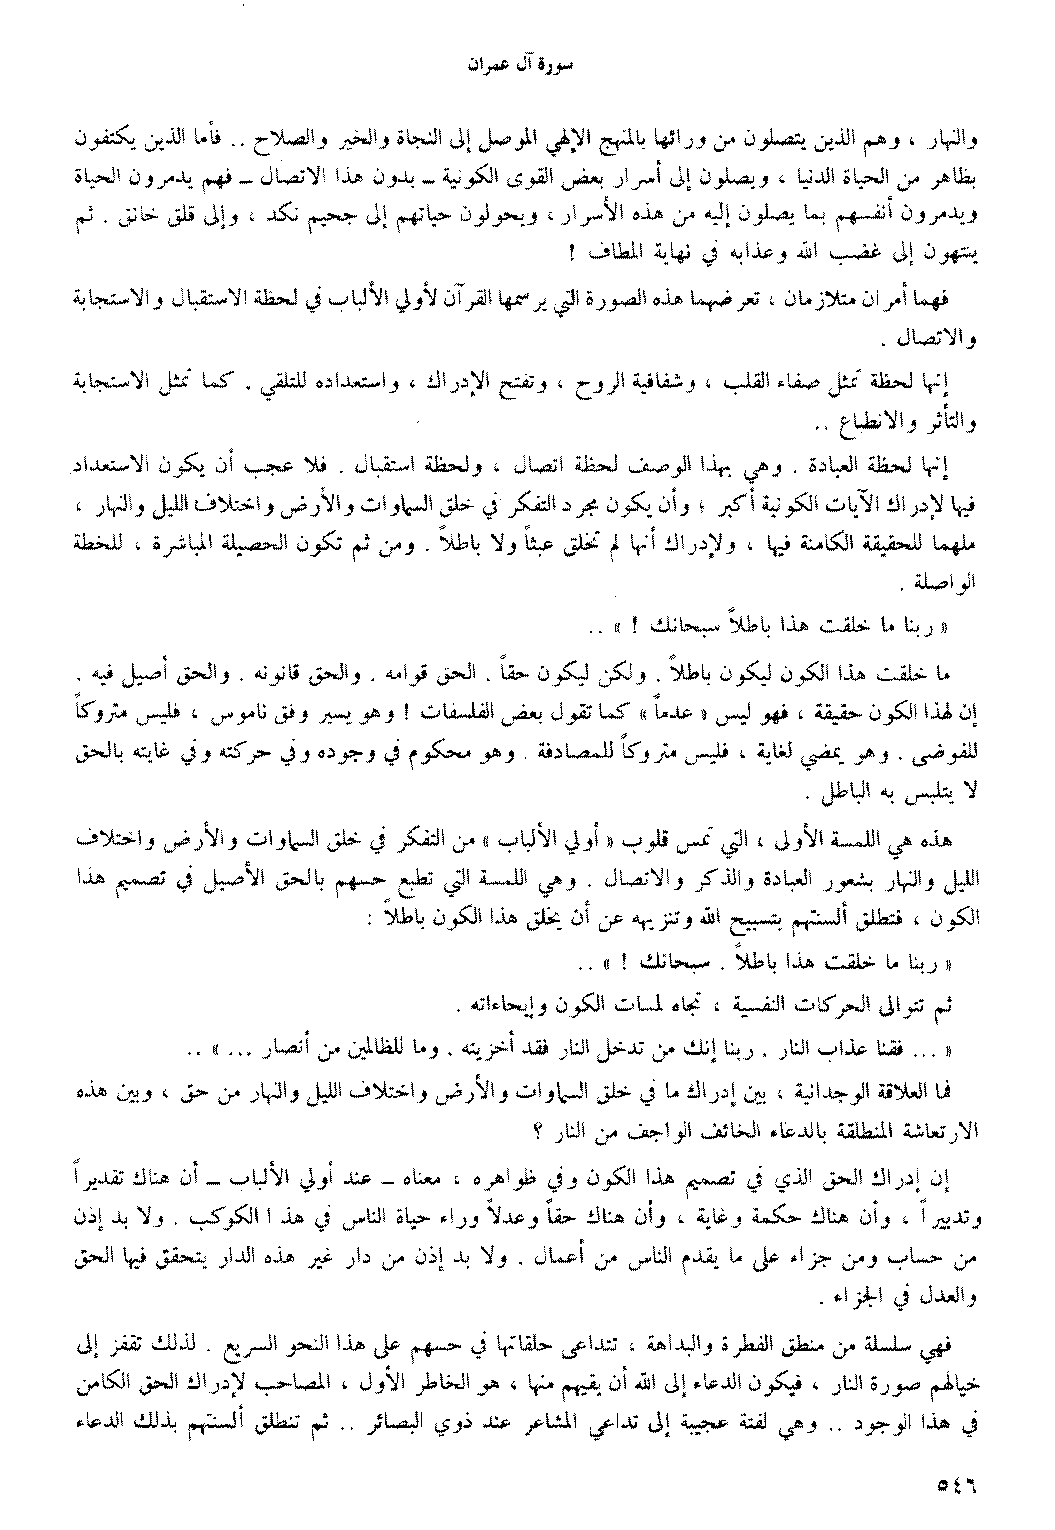 سورة آل عمران
والنهار ، وهم الذين يتصلون من ورائها بالمنهج الإلهي الموصل إلى النجاة والخير والصلاح .. فأما الذين يكتفون
بظاهر من الحياة الدنيا ، ويصلون إلى أسرار بعض القوى الكونية – بدون هذا الاتصال – فهم يدمرون الحياة
ويدمرون أنفسهم بما يصلون إليه من هذه الأسرار ، ويحولون حياتهم إلى جحيم نكد ، وإلى قلق خانق . ثم
ينتهون إلى غضب الله وعذابه في نهاية المطاف !
فهما أمران متلازمان ، تعرضهما هذه الصورة التي يرسمها القرآن لأولي الألباب في لحظة الاستقبال والاستجابة
والاتصال .
إنها لحظة تمثل صفاء القلب ، وشفافية الروح ، وتفتح الإدراك ، واستعداده للتلقي . كما تمثل الاستجابة
والتأثر والانطباع ..
إنها لحظة العبادة . وهي بهذا الوصف لحظة اتصال ، ولحظة استقبال . فلا عجب أن يكون الاستعداد
فيها لإدراك الآيات الكونية أكبر ؛ وأن يكون مجرد التفكر في خلق السماوات والأرض واختلاف الليل والنهار ،
ملهما للحقيقة الكامنة فيها ، ولإدراك أنها لم تخلق عبثاً ولا باطلاً . ومن ثم تكون الحصيلة المباشرة ، للخطة
الواصلة .
« ربنا ما خلقت هذا باطلاً سبحانك ! » ..
ما خلقت هذا الكون ليكون باطلاً . ولكن ليكون حقاً . الحق قوامه . والحق قانونه . والحق أصيل فيه .
إن لهذا الكون حقيقة ، فهو ليس « عدماً » كما تقول بعض الفلسفات ! وهو يسير وفق ناموس ، فليس متروكاً
للفوضى . وهو يمضي لغاية ، فليس متروكاً للمصادفة . وهو محكوم في وجوده وفي حركته وفي غايته بالحق
لا يتلبس به الباطل .
هذه هي اللمسة الأولى ، التي تمس قلوب « أولي الألباب » من التفكر في خلق السماوات والأرض واختلاف
الليل والنهار بشعور العبادة والذكر والاتصال . وهي اللمسة التي تطبع حسهم بالحق الأصيل في تصميم هذا
الكون ، فتطلق ألسنتهم بتسبيح الله وتنزيهه عن أن يخلق هذا الكون باطلاً :
« ربنا ما خلقت هذا باطلاً . سبحانك ! » ..
ثم تتوالى الحركات النفسية ، تجاه لمسات الكون وإيحاءاته .
« ... فقنا عذاب النار . ربنا إنك من تدخل النار فقد أخزيته . وما للظالمين من أنصار ... » ..
فما العلاقة الوجدانية ، بين إدراك ما في خلق السماوات والأرض واختلاف الليل والنهار من حق ، وبين هذه
الارتعاشة المنطلقة بالدعاء الخائف الواجف من النار ؟
إن إدراك الحق الذي في تصميم هذا الكون وفي ظواهره ، معناه – عند أولي الألباب – أن هناك تقديراً
وتدبيراً ، وأن هناك حكمة وغاية ، وأن هناك حقاً وعدلاً وراء حياة الناس في هذا الكوكب . ولا بد إذن
من حساب ومن جزاء على ما يقدم الناس من أعمال . ولا بد إذن من دار غير هذه الدار يتحقق فيها الحق
والعدل في الجزاء .
فهي سلسلة من منطق الفطرة والبداهة ، تتداعى حلقاتها في حسهم على هذا النحو السريع . لذلك تقفز إلى
خيالهم صورة النار ، فيكون الدعاء إلى الله أن يقيهم منها ، هو الخاطر الأول ، المصاحب لإدراك الحق الكامن
في هذا الوجود .. وهي لفتة عجيبة إلى تداعي المشاعر عند ذوي البصائر .. ثم تنطلق ألسنتهم بذلك الدعاء
٥٤٦